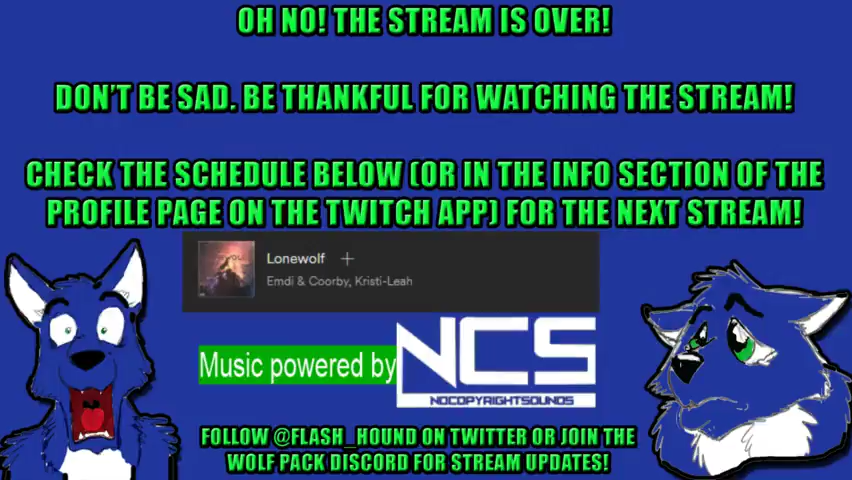 OH NO! THE STREAM IS OVER!
DON'T BE SAD. BE THANKFUL FOR WATCHING THE STREAM!
CHECK THE SCHEDULE BELOW (OR IN THE INFO SECTION OF THE
PROFILE PAGE ON THE TWITCH APP) FOR THE NEXT STREAM!
Lonewolf +
Emdi & Coorby, Kristi-Leah
Music powered by
NCS
NOCOPYRIGHTSOUNDS
FOLLOW @FLASH_HOUND ON TWITTER OR JOIN THE
WOLF PACK DISCORD FOR STREAM UPDATES!